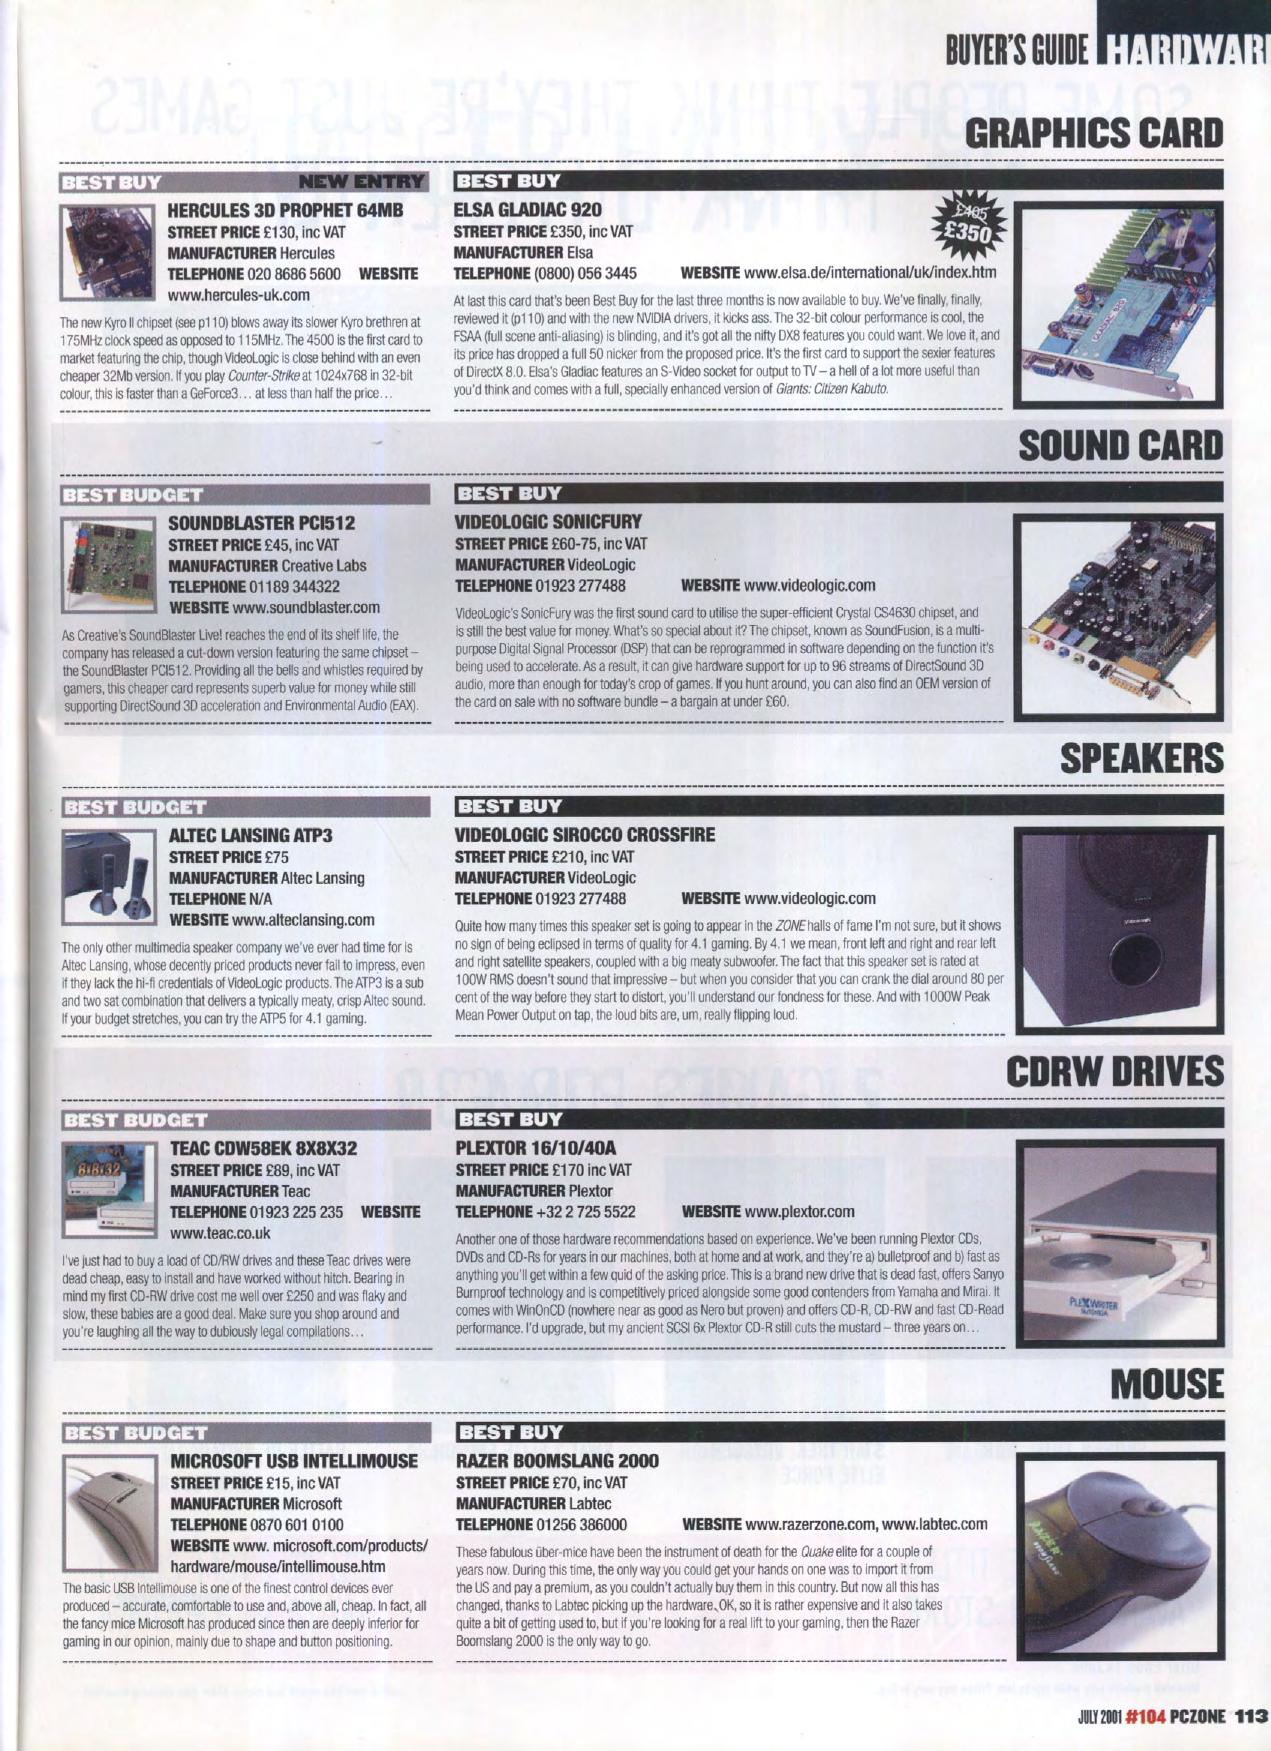 BUYER'S GUIDE HARDWAR
GRAPHICS CARD
BEST BUY NEW ENTRY
HERCULES 3D PROPHET 64MB
STREET PRICE £130, inc VAT
MANUFACTURER Hercules
TELEPHONE 020 8686 5600 WEBSITE
www.hercules-uk.com
The new Kyro II chipset (see p110) blows away its slower Kyro brethren at
175MHz clock speed as opposed to 115MHz. The 4500 is the first card to
market featuring the chip, though VideoLogic is close behind with an even
cheaper 32Mb version. If you play Counter-Strike at 1024x768 in 32-bit
colour, this is faster than a GeForce3... at less than half the price...
BEST BUY
ELSA GLADIAC 920
STREET PRICE £350, inc VAT
MANUFACTURER Elsa
TELEPHONE (0800) 056 3445 WEBSITE www.elsa.de/international/uk/index.htm
£405
£350
At last this card that's been Best Buy for the last three months is now available to buy. We've finally, finally,
reviewed it (p110) and with the new NVIDIA drivers, it kicks ass. The 32-bit colour performance is cool, the
FSAA (full scene anti-aliasing) is blinding, and it's got all the nifty DX8 features you could want. We love it, and
its price has dropped a full 50 nicker from the proposed price. It's the first card to support the sexier features
of DirectX 8.0. Elsa's Gladiac features an S-Video socket for output to TV – a hell of a lot more useful than
you'd think and comes with a full, specially enhanced version of Giants: Citizen Kabuto.
SOUND CARD
BEST BUDGET
SOUNDBLASTER PCI512
STREET PRICE £45, inc VAT
MANUFACTURER Creative Labs
TELEPHONE 01189 344322
WEBSITE www.soundblaster.com
As Creative's SoundBlaster Live! reaches the end of its shelf life, the
company has released a cut-down version featuring the same chipset –
the SoundBlaster PCI512. Providing all the bells and whistles required by
gamers, this cheaper card represents superb value for money while still
supporting DirectSound 3D acceleration and Environmental Audio (EAX).
BEST BUY
VIDEOLOGIC SONICFURY
STREET PRICE £60-75, inc VAT
MANUFACTURER VideoLogic
TELEPHONE 01923 277488 WEBSITE www.videologic.com
VideoLogic's SonicFury was the first sound card to utilise the super-efficient Crystal CS4630 chipset, and
is still the best value for money. What's so special about it? The chipset, known as SoundFusion, is a multi-
purpose Digital Signal Processor (DSP) that can be reprogrammed in software depending on the function it's
being used to accelerate. As a result, it can give hardware support for up to 96 streams of DirectSound 3D
audio, more than enough for today's crop of games. If you hunt around, you can also find an OEM version of
the card on sale with no software bundle – a bargain at under £60.
SPEAKERS
BEST BUDGET
ALTEC LANSING ATP3
STREET PRICE £75
MANUFACTURER Altec Lansing
TELEPHONE N/A
WEBSITE www.alteclansing.com
The only other multimedia speaker company we've ever had time for is
Altec Lansing, whose decently priced products never fail to impress, even
if they lack the hi-fi credentials of VideoLogic products. The ATP3 is a sub
and two sat combination that delivers a typically meaty, crisp Altec sound.
If your budget stretches, you can try the ATP5 for 4.1 gaming.
BEST BUY
VIDEOLOGIC SIROCCO CROSSFIRE
STREET PRICE £210, inc VAT
MANUFACTURER VideoLogic
TELEPHONE 01923 277488 WEBSITE www.videologic.com
Quite how many times this speaker set is going to appear in the ZONE halls of fame I'm not sure, but it shows
no sign of being eclipsed in terms of quality for 4.1 gaming. By 4.1 we mean, front left and right and rear left
and right satellite speakers, coupled with a big meaty subwoofer. The fact that this speaker set is rated at
100W RMS doesn't sound that impressive – but when you consider that you can crank the dial around 80 per
cent of the way before they start to distort, you'll understand our fondness for these. And with 1000W Peak
Mean Power Output on tap, the loud bits are, um, really flipping loud.
CDRW DRIVES
BEST BUDGET
8x8x32
TEAC CDW58EK 8X8X32
STREET PRICE £89, inc VAT
MANUFACTURER Teac
TELEPHONE 01923 225 235 WEBSITE
www.teac.co.uk
I've just had to buy a load of CD/RW drives and these Teac drives were
dead cheap, easy to install and have worked without hitch. Bearing in
mind my first CD-RW drive cost me well over £250 and was flaky and
slow, these babies are a good deal. Make sure you shop around and
you're laughing all the way to dubiously legal compilations...
BEST BUY
PLEXTOR 16/10/40A
STREET PRICE £170 inc VAT
MANUFACTURER Plextor
TELEPHONE +32 2 725 5522 WEBSITE www.plextor.com
Another one of those hardware recommendations based on experience. We've been running Plextor CDs,
DVDs and CD-Rs for years in our machines, both at home and at work, and they're a) bulletproof and b) fast as
anything you'll get within a few quid of the asking price. This is a brand new drive that is dead fast, offers Sanyo
Burnproof technology and is competitively priced alongside some good contenders from Yamaha and Mirai. It
comes with WinOnCD (nowhere near as good as Nero but proven) and offers CD-R, CD-RW and fast CD-Read
performance. I'd upgrade, but my ancient SCSI 6x Plextor CD-R still cuts the mustard – three years on...
PLEXWRITER
MOUSE
BEST BUDGET
MICROSOFT USB INTELLIMOUSE
STREET PRICE £15, inc VAT
MANUFACTURER Microsoft
TELEPHONE 0870 601 0100
WEBSITE www. microsoft.com/products/
hardware/mouse/intellimouse.htm
The basic USB Intellimouse is one of the finest control devices ever
produced – accurate, comfortable to use and, above all, cheap. In fact, all
the fancy mice Microsoft has produced since then are deeply inferior for
gaming in our opinion, mainly due to shape and button positioning.
BEST BUY
RAZER BOOMSLANG 2000
STREET PRICE £70, inc VAT
MANUFACTURER Labtec
TELEPHONE 01256 386000 WEBSITE www.razerzone.com, www.labtec.com
These fabulous über-mice have been the instrument of death for the Quake elite for a couple of
years now. During this time, the only way you could get your hands on one was to import it from
the US and pay a premium, as you couldn't actually buy them in this country. But now all this has
changed, thanks to Labtec picking up the hardware. OK, so it is rather expensive and it also takes
quite a bit of getting used to, but if you're looking for a real lift to your gaming, then the Razer
Boomslang 2000 is the only way to go.
RAZER
JULY 2001 #104 PCZONE 113